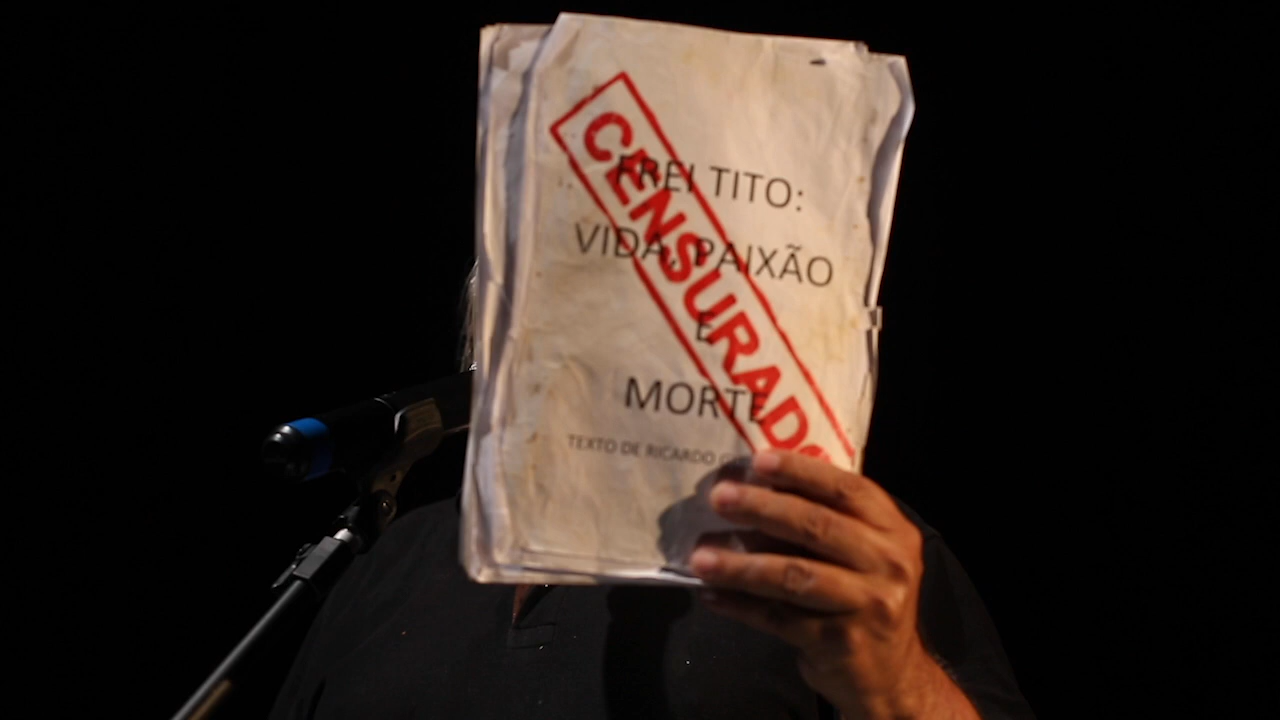 CENSURADO
FREI TITO:
VIDA, PAIXÃO
E
MORTE
TEXTO DE RICARDO